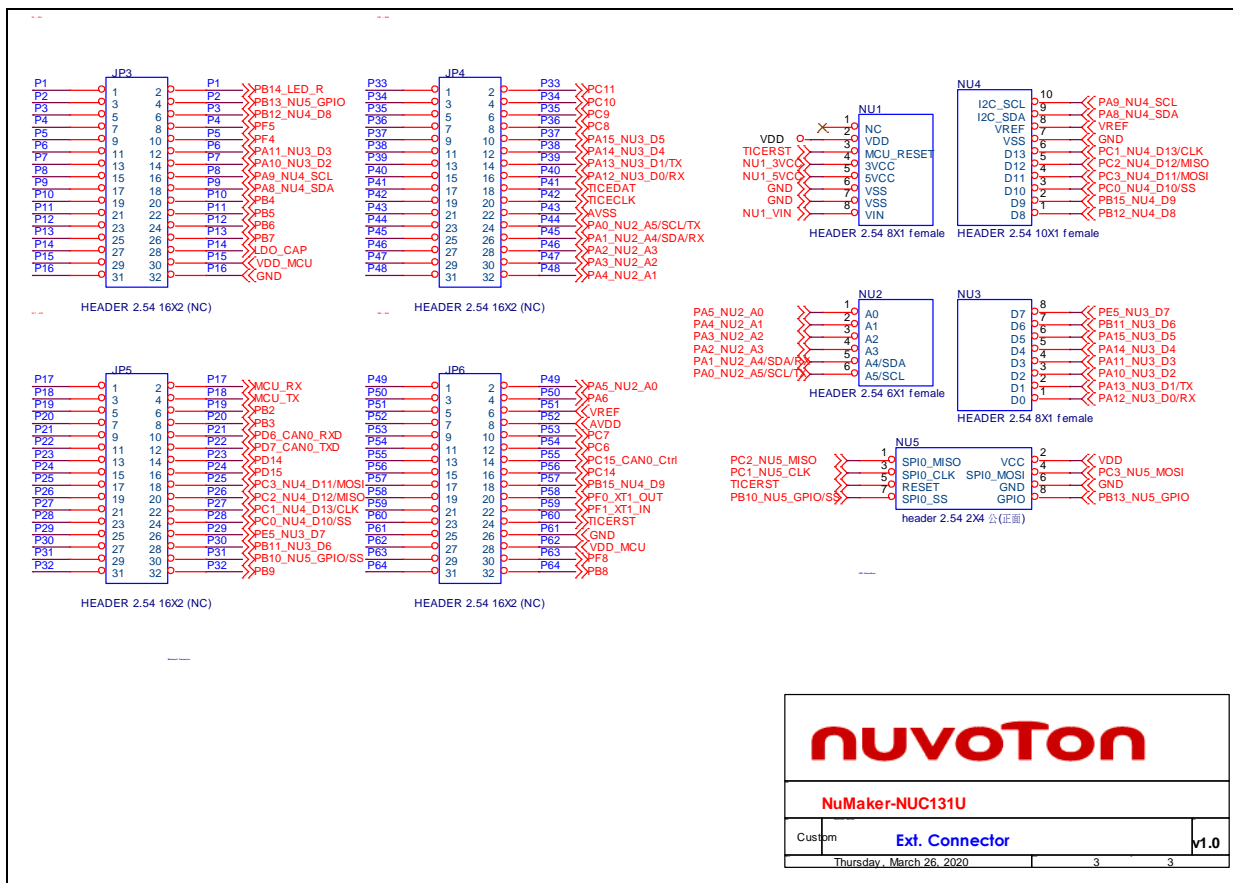 JP3
P1 1 2 P1 PB14_LED_R
P2 3 4 P2 PB13_NU5_GPIO
P3 5 6 P3 PB12_NU4_D8
P4 7 8 P4 PF5
P5 9 10 P5 PF4
P6 11 12 P6 PA11_NU3_D3
P7 13 14 P7 PA10_NU3_D2
P8 15 16 P8 PA9_NU4_SCL
P9 17 18 P9 PA8_NU4_SDA
P10 19 20 P10 PB4
P11 21 22 P11 PB5
P12 23 24 P12 PB6
P13 25 26 P13 PB7
P14 27 28 P14 LDO_CAP
P15 29 30 P15 VDD_MCU
P16 31 32 P16 GND
HEADER 2.54 16X2 (NC)
JP4
P33 1 2 P33 PC11
P34 3 4 P34 PC10
P35 5 6 P35 PC9
P36 7 8 P36 PC8
P37 9 10 P37 PA15_NU3_D5
P38 11 12 P38 PA14_NU3_D4
P39 13 14 P39 PA13_NU3_D1/TX
P40 15 16 P40 PA12_NU3_D0/RX
P41 17 18 P41 TICEDAT
P42 19 20 P42 TICECLK
P43 21 22 P43 AVSS
P44 23 24 P44 PA0_NU2_A5/SCL/TX
P45 25 26 P45 PA1_NU2_A4/SDA/RX
P46 27 28 P46 PA2_NU2_A3
P47 29 30 P47 PA3_NU2_A2
P48 31 32 P48 PA4_NU2_A1
HEADER 2.54 16X2 (NC)
NU1
1 NC
VDD 2 VDD
TICERST 3 MCU_RESET
NU1_3VCC 4 3VCC
NU1_5VCC 5 5VCC
GND 6 VSS
GND 7 VSS
NU1_VIN 8 VIN
HEADER 2.54 8X1 female
NU4
I2C_SCL 10 PA9_NU4_SCL
I2C_SDA 9 PA8_NU4_SDA
VREF 8 VREF
VSS 7 GND
D13 6 PC1_NU4_D13/CLK
D12 5 PC2_NU4_D12/MISO
D11 4 PC3_NU4_D11/MOSI
D10 3 PC0_NU4_D10/SS
D9 2 PB15_NU4_D9
D8 1 PB12_NU4_D8
HEADER 2.54 10X1 female
NU2
PA5_NU2_A0 1 A0
PA4_NU2_A1 2 A1
PA3_NU2_A2 3 A2
PA2_NU2_A3 4 A3
PA1_NU2_A4/SDA/RX 5 A4/SDA
PA0_NU2_A5/SCL/TX 6 A5/SCL
HEADER 2.54 6X1 female
NU3
D7 8 PE5_NU3_D7
D6 7 PB11_NU3_D6
D5 6 PA15_NU3_D5
D4 5 PA14_NU3_D4
D3 4 PA11_NU3_D3
D2 3 PA10_NU3_D2
D1 2 PA13_NU3_D1/TX
D0 1 PA12_NU3_D0/RX
HEADER 2.54 8X1 female
JP5
P17 1 2 P17 MCU_RX
P18 3 4 P18 MCU_TX
P19 5 6 P19 PB2
P20 7 8 P20 PB3
P21 9 10 P21 PD6_CAN0_RXD
P22 11 12 P22 PD7_CAN0_TXD
P23 13 14 P23 PD14
P24 15 16 P24 PD15
P25 17 18 P25 PC3_NU4_D11/MOSI
P26 19 20 P26 PC2_NU4_D12/MISO
P27 21 22 P27 PC1_NU4_D13/CLK
P28 23 24 P28 PC0_NU4_D10/SS
P29 25 26 P29 PE5_NU3_D7
P30 27 28 P30 PB11_NU3_D6
P31 29 30 P31 PB10_NU5_GPIO/SS
P32 31 32 P32 PB9
HEADER 2.54 16X2 (NC)
JP6
P49 1 2 P49 PA5_NU2_A0
P50 3 4 P50 PA6
P51 5 6 P51 VREF
P52 7 8 P52 AVDD
P53 9 10 P53 PC7
P54 11 12 P54 PC6
P55 13 14 P55 PC15_CAN0_Ctrl
P56 15 16 P56 PC14
P57 17 18 P57 PB15_NU4_D9
P58 19 20 P58 PF0_XT1_OUT
P59 21 22 P59 PF1_XT1_IN
P60 23 24 P60 TICERST
P61 25 26 P61 GND
P62 27 28 P62 VDD_MCU
P63 29 30 P63 PF8
P64 31 32 P64 PB8
HEADER 2.54 16X2 (NC)
NU5
PC2_NU5_MISO 1 SPI0_MISO VCC 2 VDD
PC1_NU5_CLK 3 SPI0_CLK SPI0_MOSI 4 PC3_NU5_MOSI
TICERST 5 RESET GND 6 GND
PB10_NU5_GPIO/SS 7 SPI0_SS GPIO 8 PB13_NU5_GPIO
header 2.54 2X4 公(正面)
nuvoTon
NuMaker-NUC131U
Custom Ext. Connector v1.0
Thursday, March 26, 2020 3 3